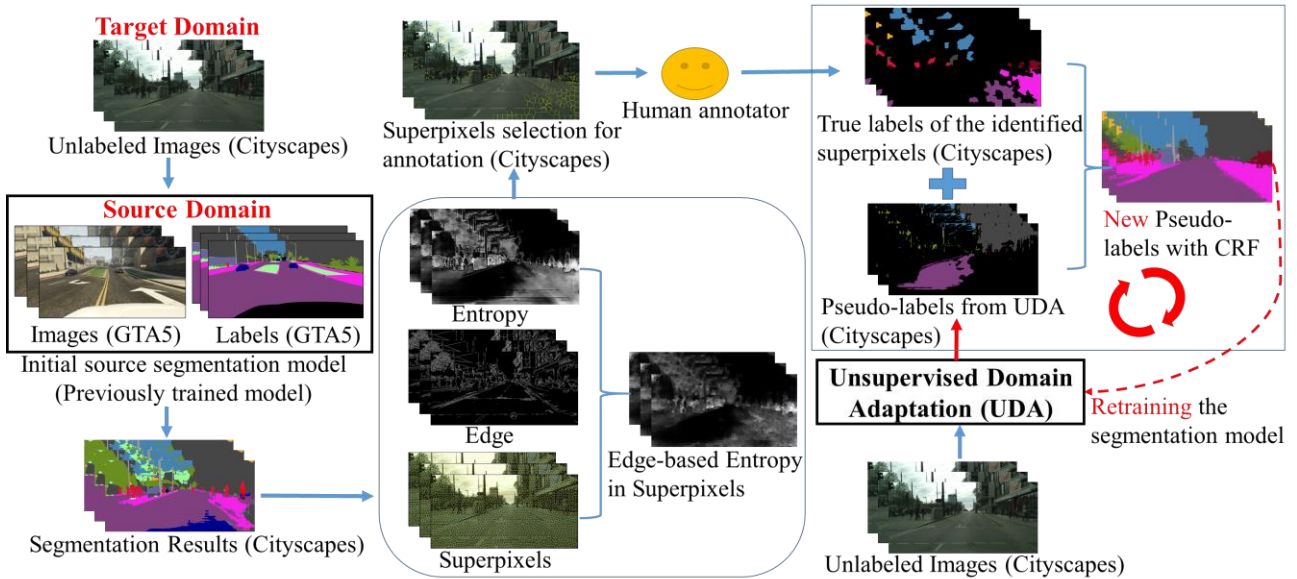 Target Domain
Unlabeled Images (Cityscapes)
Source Domain
Images (GTA5)
Labels (GTA5)
Initial source segmentation model
(Previously trained model)
Segmentation Results (Cityscapes)
Superpixels selection for
annotation (Cityscapes)
Entropy
Edge
Superpixels
Edge-based Entropy
in Superpixels
Human annotator
True labels of the identified
superpixels (Cityscapes)
Pseudo-labels from UDA
(Cityscapes)
New Pseudo-
labels with CRF
Unsupervised Domain
Adaptation (UDA)
Retraining the
segmentation model
Unlabeled Images (Cityscapes)